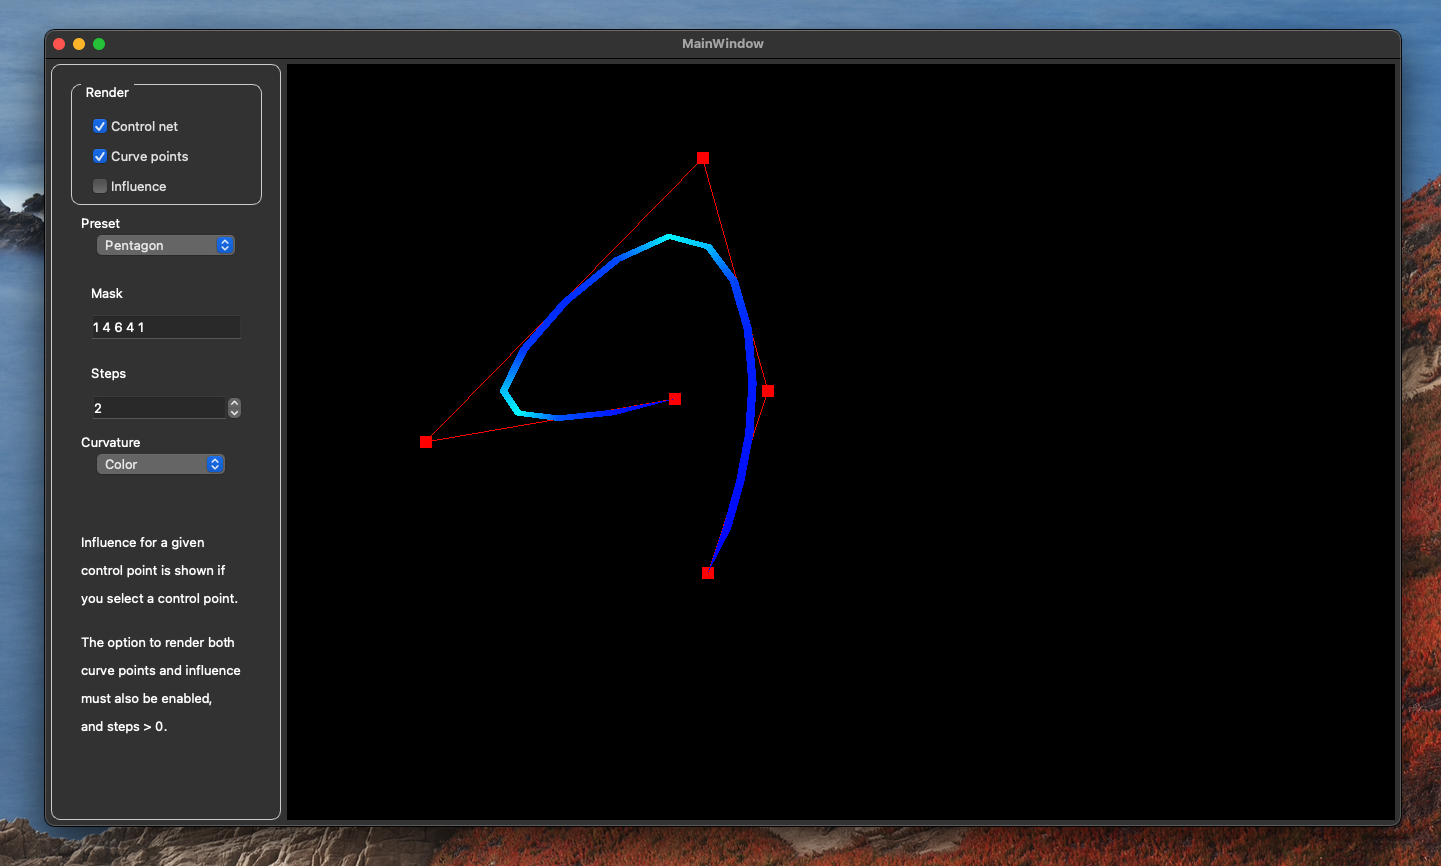 MainWindow
Render
Control net
Curve points
Influence
Preset
Pentagon
Mask
1 4 6 4 1
Steps
2
Curvature
Color
Influence for a given
control point is shown if
you select a control point.
The option to render both
curve points and influence
must also be enabled,
and steps > 0.